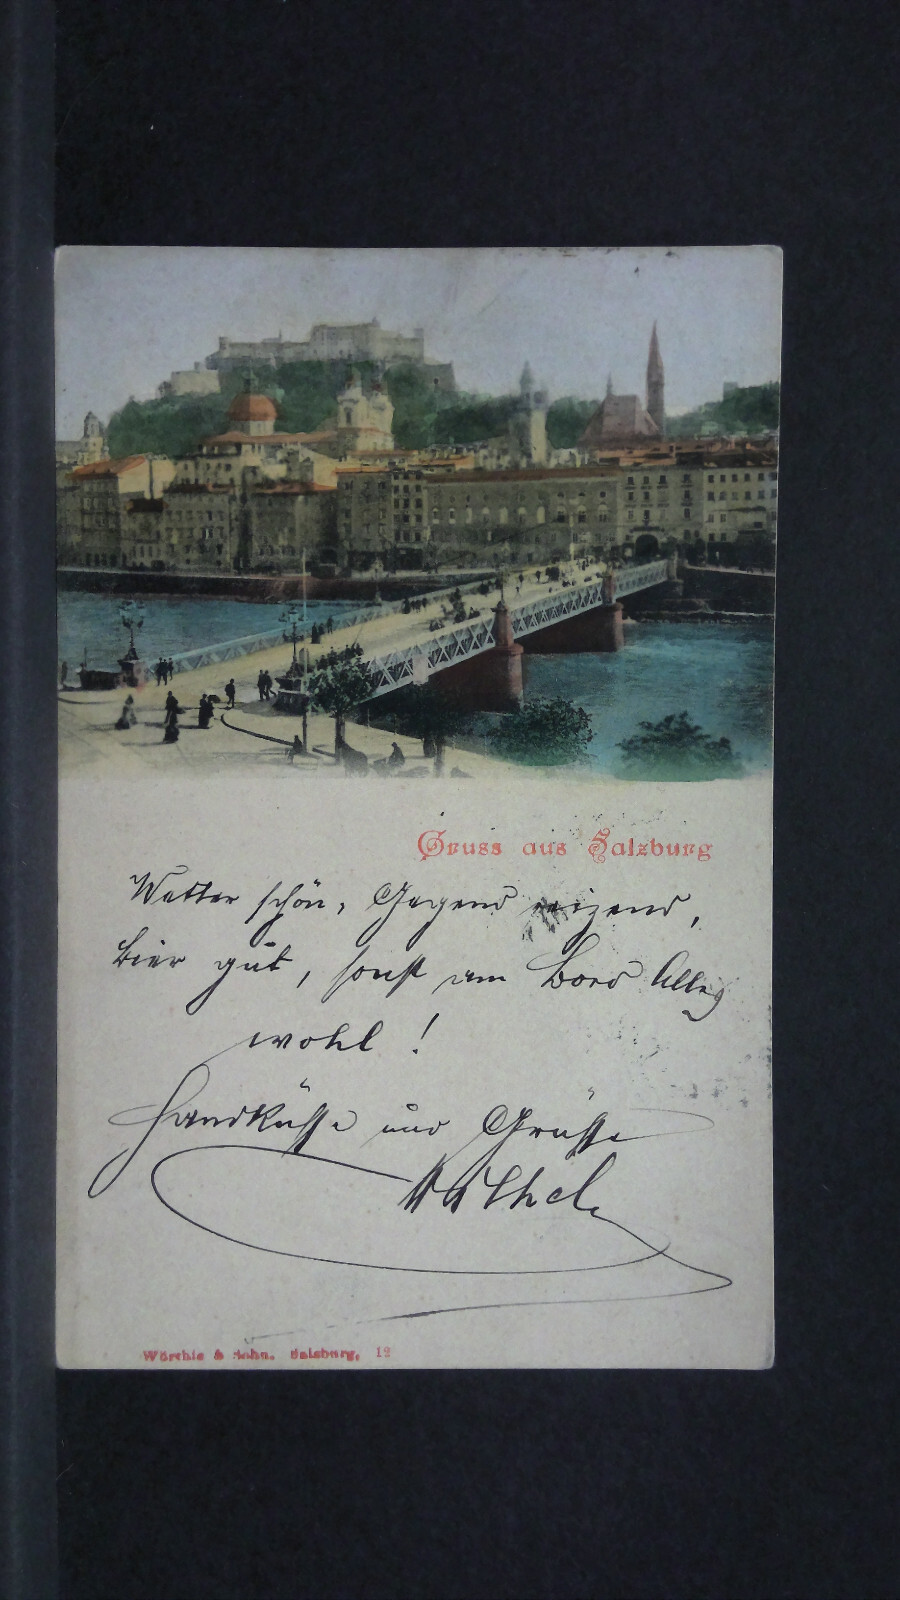 Gruss aus Salzburg
Wetter schön, Gegend reizend,
Bier gut, sonst am Bord Alles
wohl!
Handküsse und Grüsse
Würthle & Sohn. Salzburg, 12